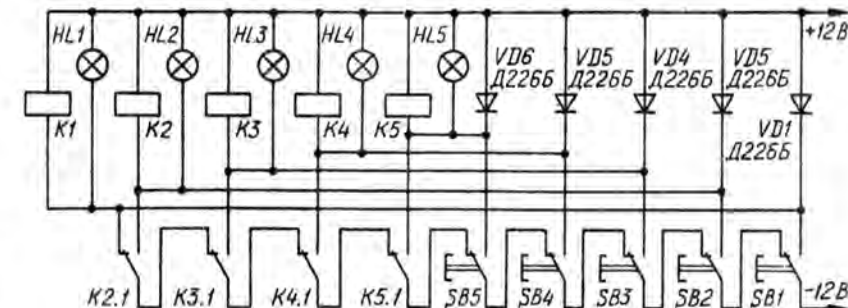 HL1 HL2 HL3 HL4 HL5
+12В
VD6 VD5 VD4 VD5
Д226Б Д226Б Д226Б Д226Б
K1 K2 K3 K4 K5
VD1
Д226Б
K2.1 K3.1 K4.1 K5.1 SB5 SB4 SB3 SB2 SB1 -12В